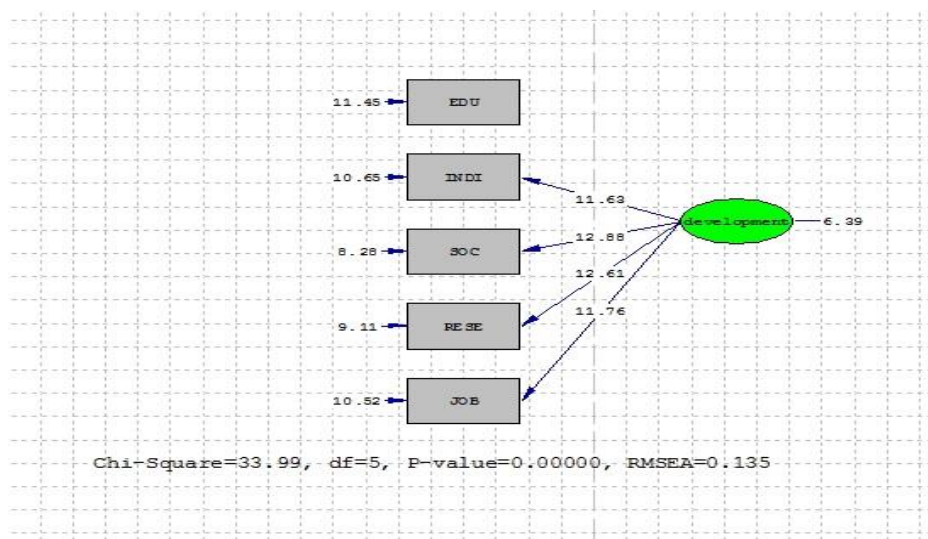 11.45 EDU
10.65 INDI
11.63
development 6.39
12.88
8.28 SOC
12.61
11.76
9.11 RESE
10.52 JOB
Chi-Square=33.99, df=5, P-value=0.00000, RMSEA=0.135